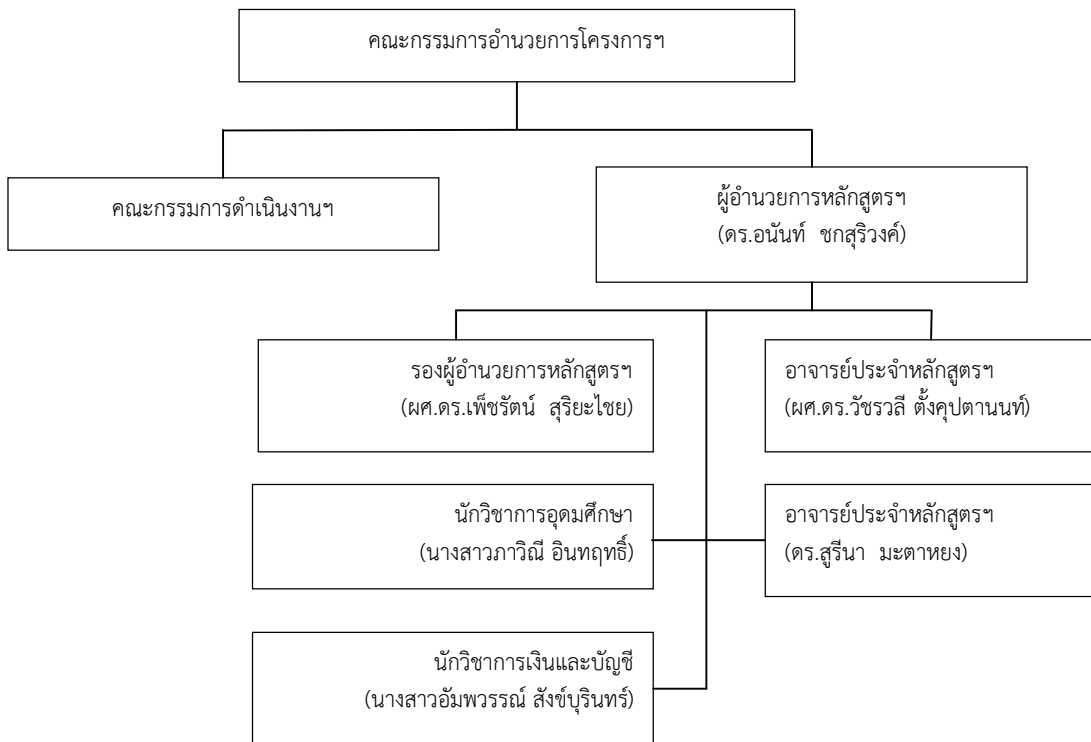 คณะกรรมการอำนวยการโครงการฯ
คณะกรรมการดำเนินงานฯ
ผู้อำนวยการหลักสูตรฯ
(ดร.อนันท์ ชกสุริวงค์)
รองผู้อำนวยการหลักสูตรฯ
(ผศ.ดร.เพ็ชรัตน์ สุริยะไชย
อาจารย์ประจำหลักสูตรฯ
(ผศ.ดร.วัชรวลี ตั้งคุปตานนท์)
นักวิชาการอุดมศึกษา
(นางสาวภาวิณี อินทฤทธิ์)
อาจารย์ประจำหลักสูตรฯ
(ดร.สูรีนา มะตาหยง)
นักวิชาการเงินและบัญชี
(นางสาวอัมพวรรณ์ สังข์บุรินทร์)